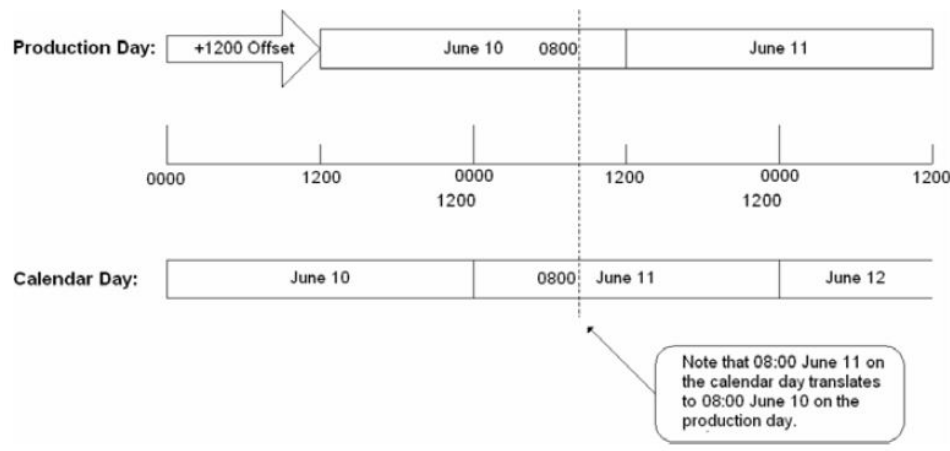 Production Day: +1200 Offset June 10 0800 June 11
0000 1200 0000 1200 0000 1200
1200 1200
Calendar Day: June 10 0800 June 11 June 12
Note that 08:00 June 11 on
the calendar day translates
to 08:00 June 10 on the
production day.